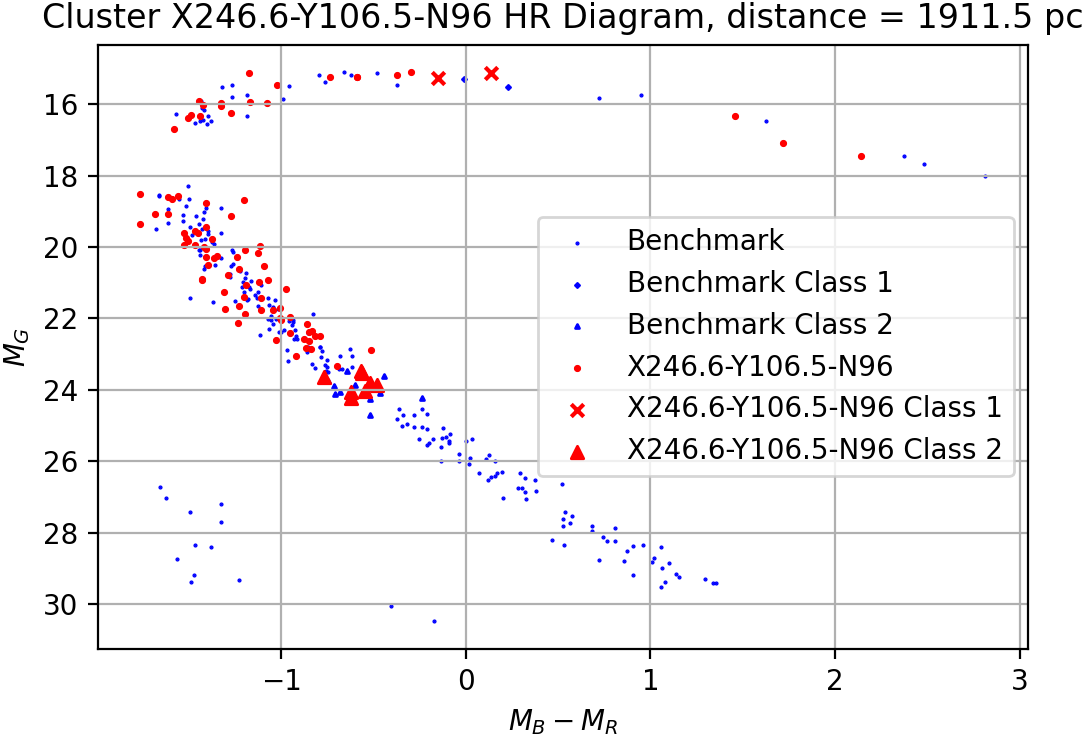 Cluster X246.6-Y106.5-N96 HR Diagram, distance = 1911.5 pc
16
18
20
22
24
26
28
30
M_G
Benchmark
Benchmark Class 1
Benchmark Class 2
X246.6-Y106.5-N96
X246.6-Y106.5-N96 Class 1
X246.6-Y106.5-N96 Class 2
−1 0 1 2 3
M_B − M_R